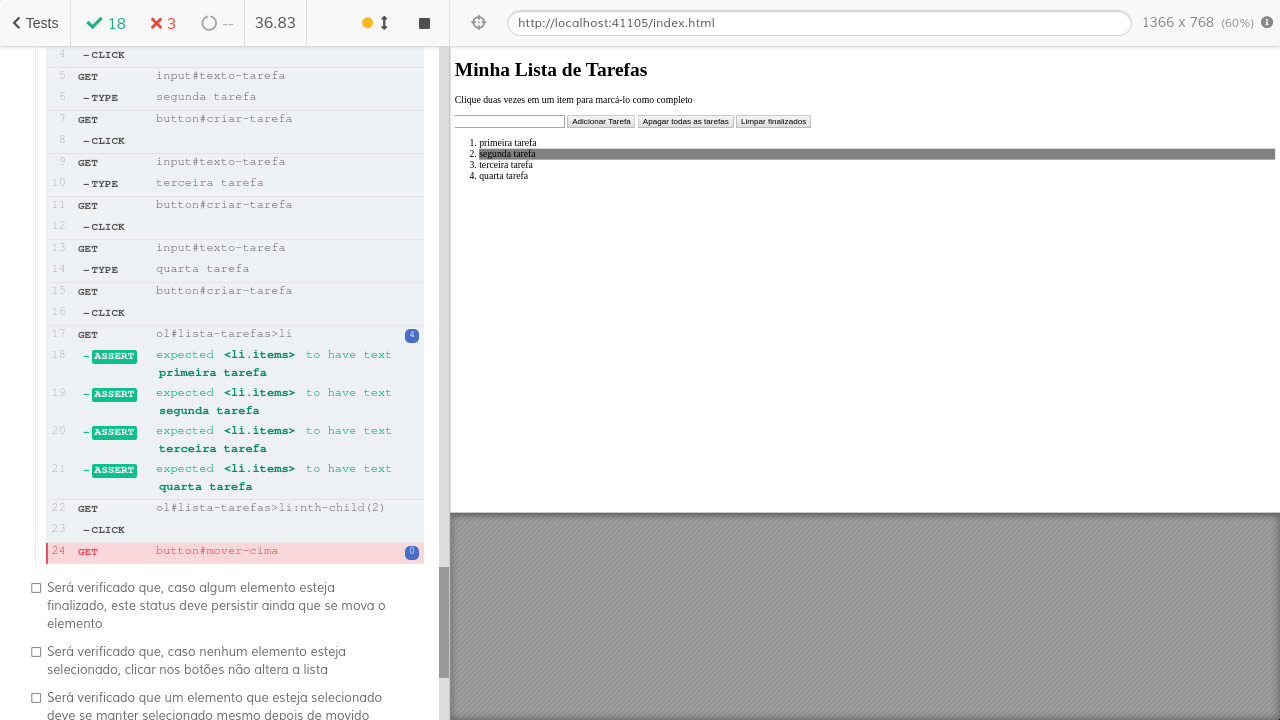 Tests 18 3 -- 36.83
http://localhost:41105/index.html 1366 x 768 (60%)
4 -CLICK
5 GET input#texto-tarefa
6 -TYPE segunda tarefa
7 GET button#criar-tarefa
8 -CLICK
9 GET input#texto-tarefa
10 -TYPE terceira tarefa
11 GET button#criar-tarefa
12 -CLICK
13 GET input#texto-tarefa
14 -TYPE quarta tarefa
15 GET button#criar-tarefa
16 -CLICK
17 GET ol#lista-tarefas>li 4
18 -ASSERT expected <li.items> to have text
primeira tarefa
19 -ASSERT expected <li.items> to have text
segunda tarefa
20 -ASSERT expected <li.items> to have text
terceira tarefa
21 -ASSERT expected <li.items> to have text
quarta tarefa
22 GET ol#lista-tarefas>li:nth-child(2)
23 -CLICK
24 GET button#mover-cima 0
Será verificado que, caso algum elemento esteja
finalizado, este status deve persistir ainda que se mova o
elemento
Será verificado que, caso nenhum elemento esteja
selecionado, clicar nos botões não altera a lista
Será verificado que um elemento que esteja selecionado
deve se manter selecionado mesmo depois de movido
Minha Lista de Tarefas
Clique duas vezes em um item para marcá-lo como completo
Adicionar Tarefa Apagar todas as tarefas Limpar finalizados
1. primeira tarefa
2. segunda tarefa
3. terceira tarefa
4. quarta tarefa